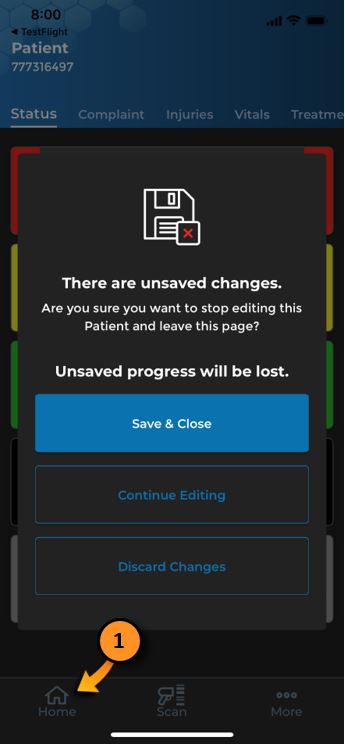 8:00
◂ TestFlight
Patient
777316497
Status Complaint Injuries Vitals Treatme
There are unsaved changes.
Are you sure you want to stop editing this
Patient and leave this page?
Unsaved progress will be lost.
Save & Close
Continue Editing
Discard Changes
1
Home Scan More